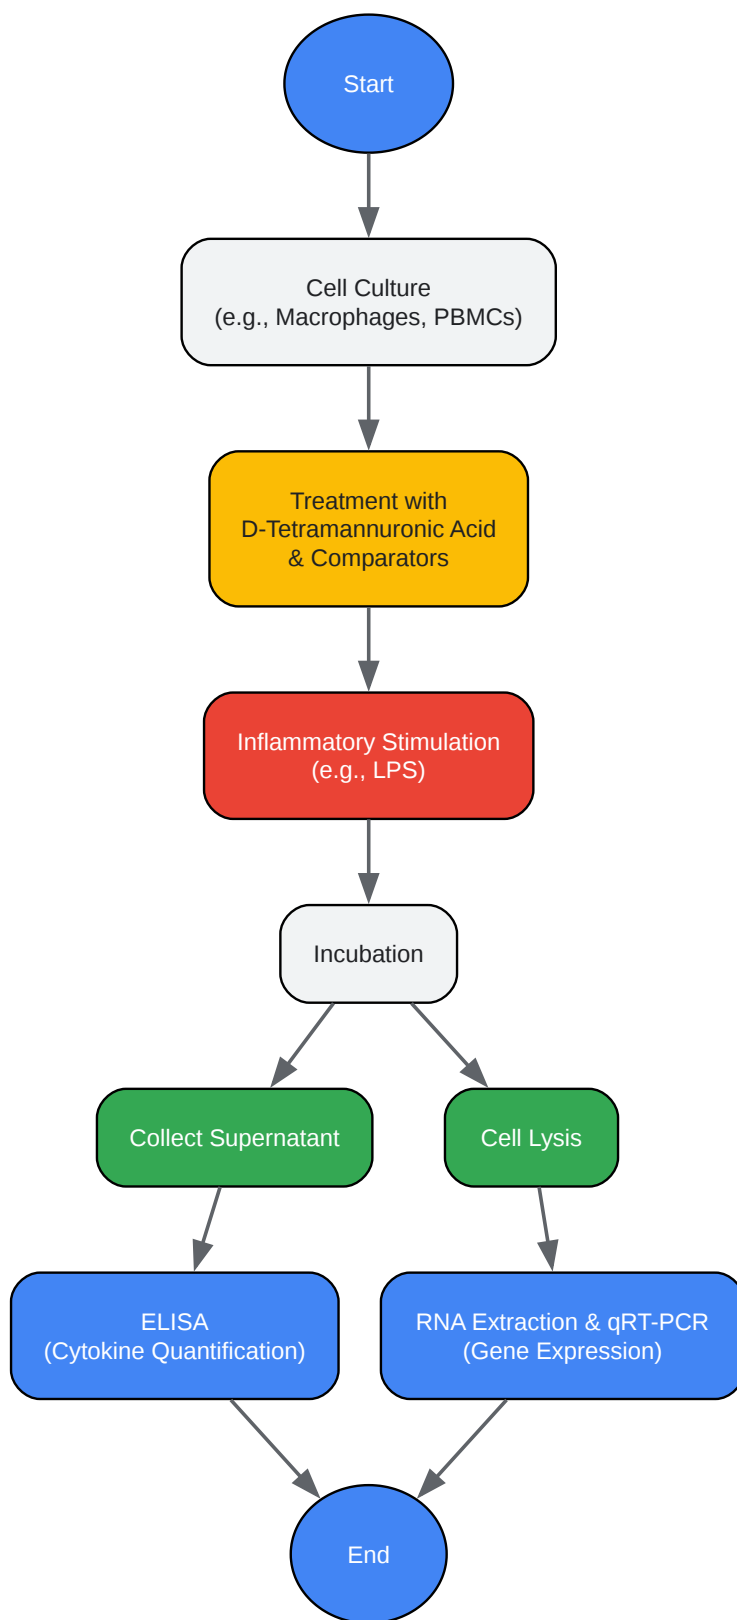 Start
Cell Culture
(e.g., Macrophages, PBMCs)
Treatment with
D-Tetramannuronic Acid
& Comparators
Inflammatory Stimulation
(e.g., LPS)
Incubation
Collect Supernatant
Cell Lysis
ELISA
(Cytokine Quantification)
RNA Extraction & qRT-PCR
(Gene Expression)
End